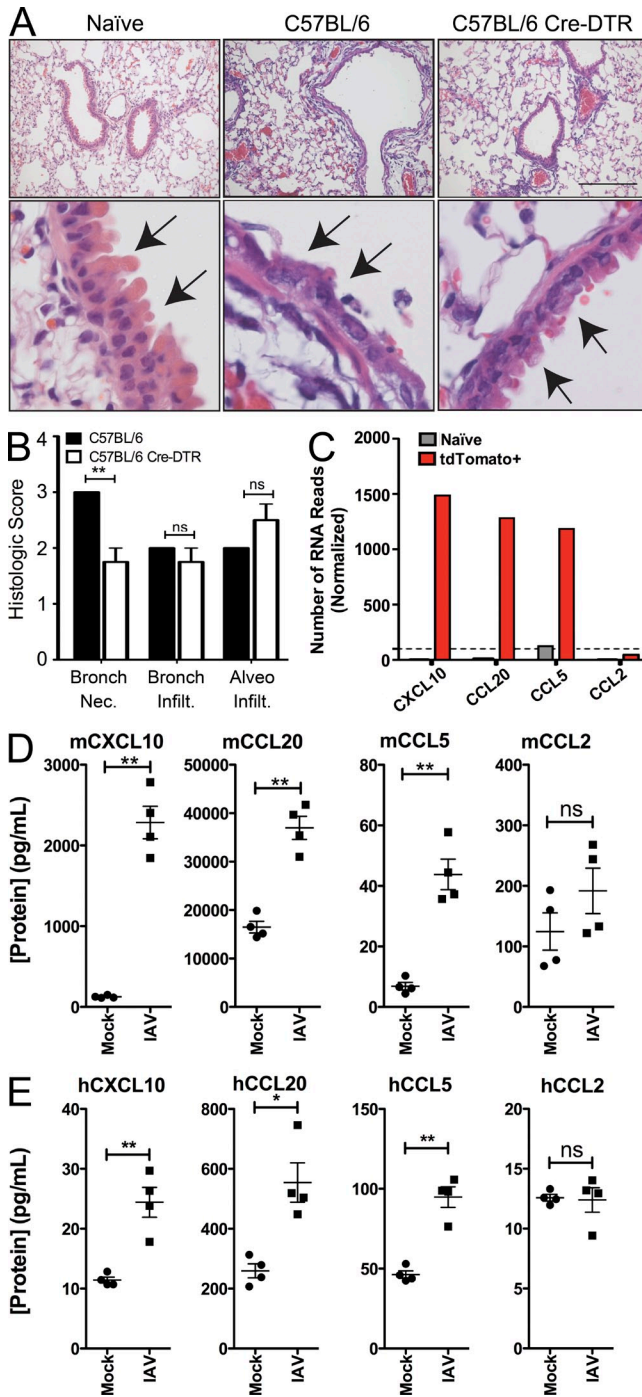 A
Naïve
C57BL/6
C57BL/6 Cre-DTR
B
C57BL/6
C57BL/6 Cre-DTR
Histologic Score
4
3
2
1
0
**
ns
ns
Bronch Nec.
Bronch Infilt.
Alveo Infilt.
C
Naïve
tdTomato+
Number of RNA Reads
(Normalized)
2000
1500
1000
500
0
CXCL10
CCL20
CCL5
CCL2
D
[Protein] (pg/mL)
mCXCL10
**
3000
2000
1000
0
Mock
IAV
mCCL20
**
50000
40000
30000
20000
10000
0
Mock
IAV
mCCL5
**
60
40
20
0
Mock
IAV
mCCL2
ns
400
300
200
100
0
Mock
IAV
E
[Protein] (pg/mL)
hCXCL10
**
40
30
20
10
0
Mock
IAV
hCCL20
*
800
600
400
200
0
Mock
IAV
hCCL5
**
150
100
50
0
Mock
IAV
hCCL2
ns
20
15
10
5
0
Mock
IAV